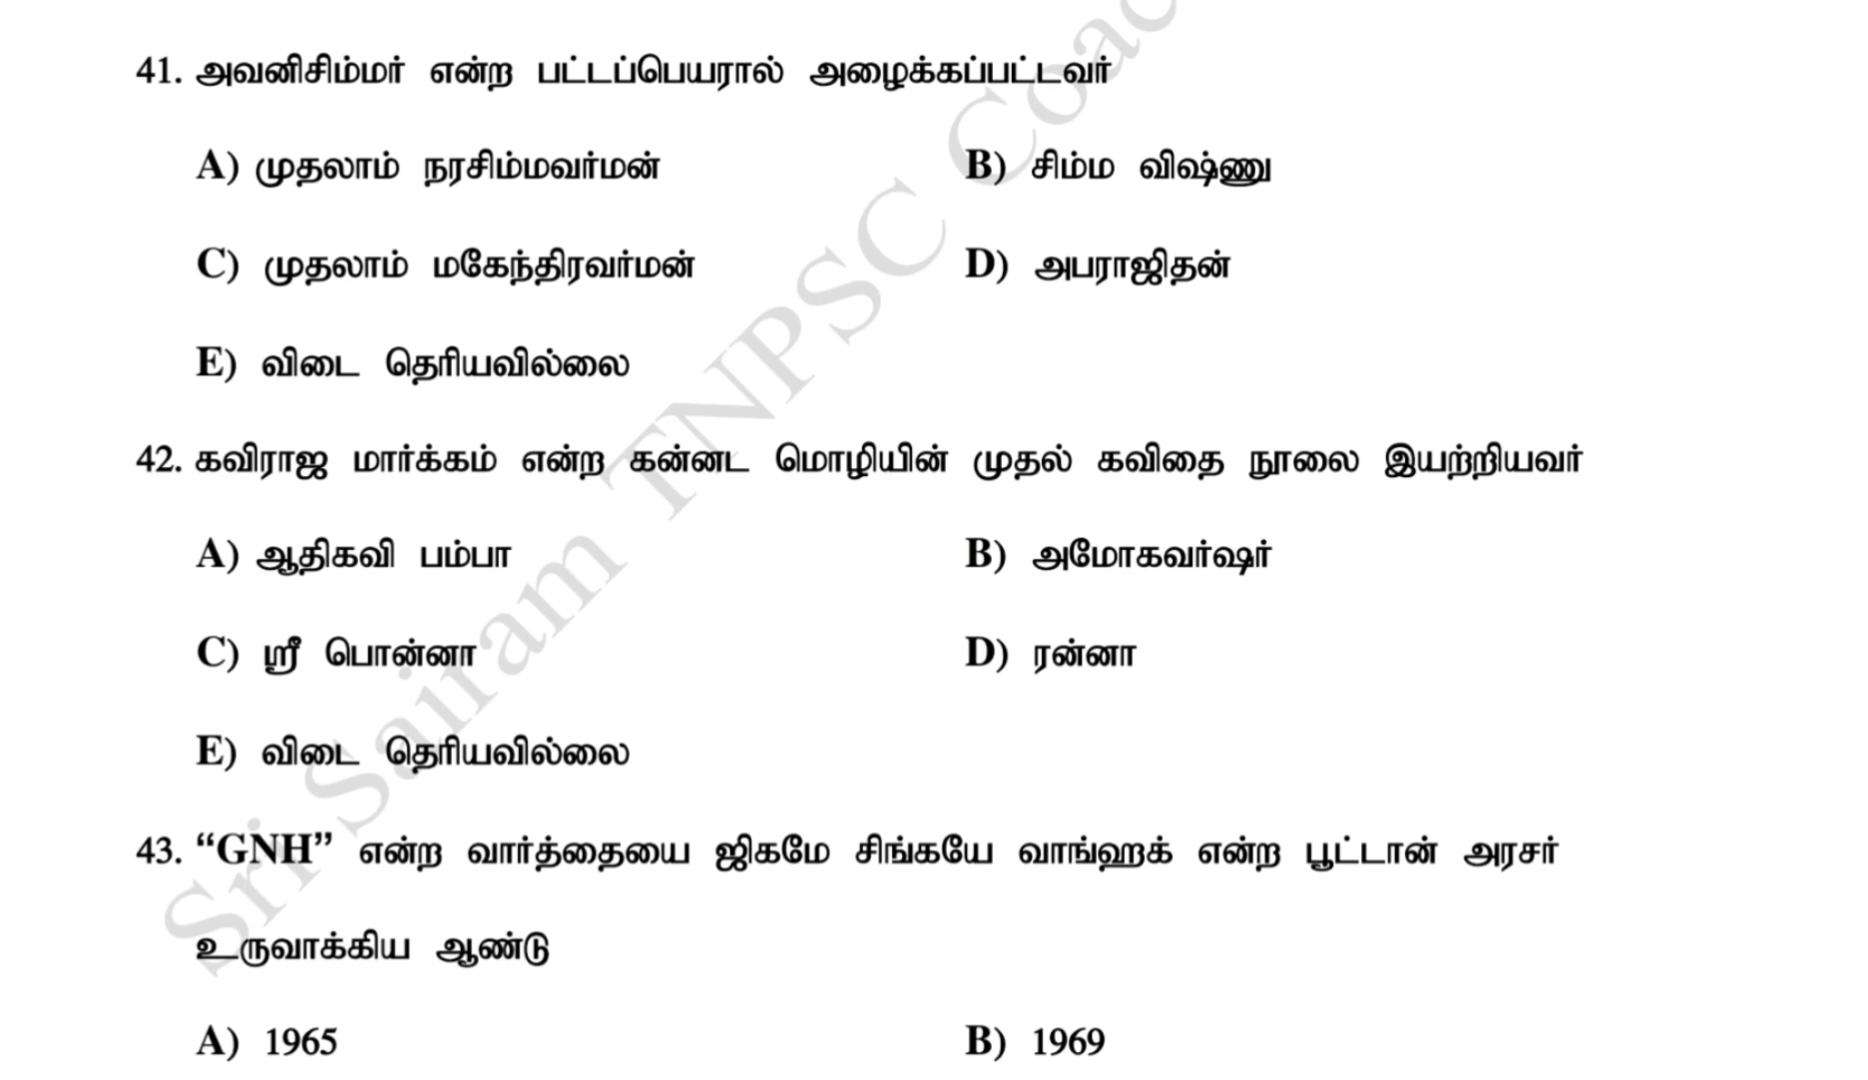 41. அவனிசிம்மர் என்ற பட்டப்பெயரால் அழைக்கப்பட்டவர்
A) முதலாம் நரசிம்மவர்மன் B) சிம்ம விஷ்ணு
C) முதலாம் மகேந்திரவர்மன் D) அபராஜிதன்
E) விடை தெரியவில்லை
42. கவிராஜ மார்க்கம் என்ற கன்னட மொழியின் முதல் கவிதை நூலை இயற்றியவர்
A) ஆதிகவி பம்பா B) அமோகவர்ஷர்
C) ஸ்ரீ பொன்னா D) ரன்னா
E) விடை தெரியவில்லை
43. “GNH” என்ற வார்த்தையை ஜிகமே சிங்கயே வாங்ஹக் என்ற பூட்டான் அரசர்
உருவாக்கிய ஆண்டு
A) 1965 B) 1969
Sri Sairam TNPSC Coac